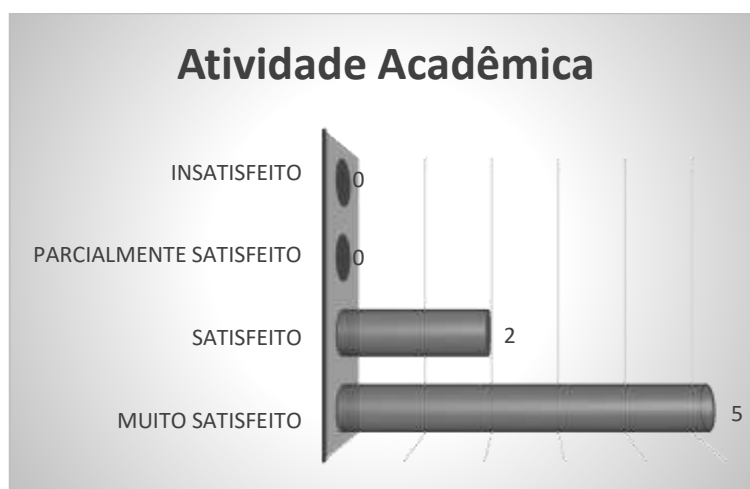 Atividade Acadêmica
INSATISFEITO 0
PARCIALMENTE SATISFEITO 0
SATISFEITO 2
MUITO SATISFEITO 5